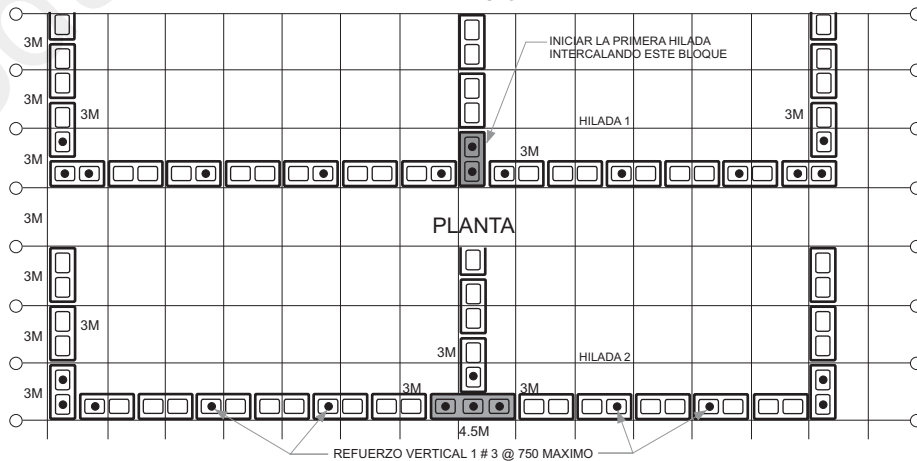 INICIAR LA PRIMERA HILADA
INTERCALANDO ESTE BLOQUE
3M
3M
3M
3M
HILADA 1
3M
3M
3M
PLANTA
3M
3M
3M
3M
3M
HILADA 2
3M
3M
3M
4.5M
REFUERZO VERTICAL 1 # 3 @ 750 MAXIMO